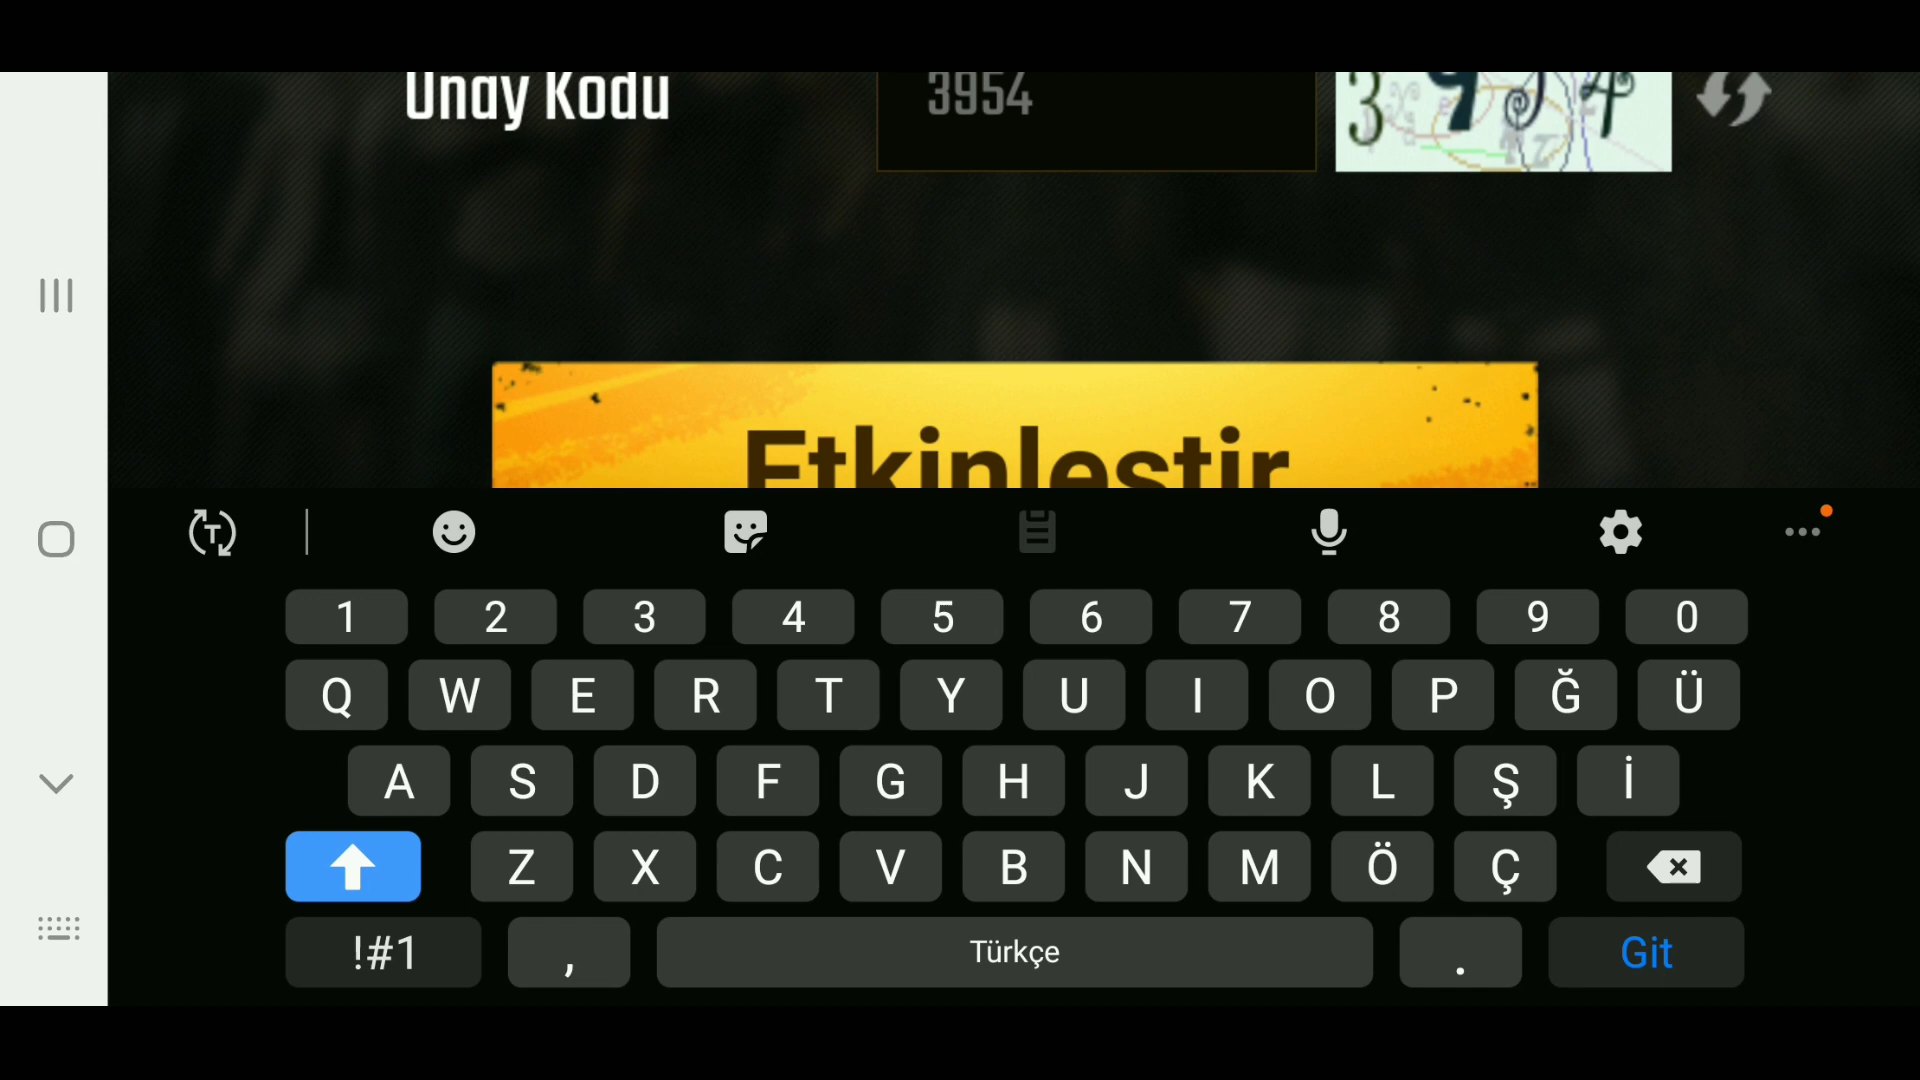 Onay Kodu 3954
Etkinleştir
1 2 3 4 5 6 7 8 9 0
Q W E R T Y U I O P Ğ Ü
A S D F G H J K L Ş İ
Z X C V B N M Ö Ç
!#1 , Türkçe . Git